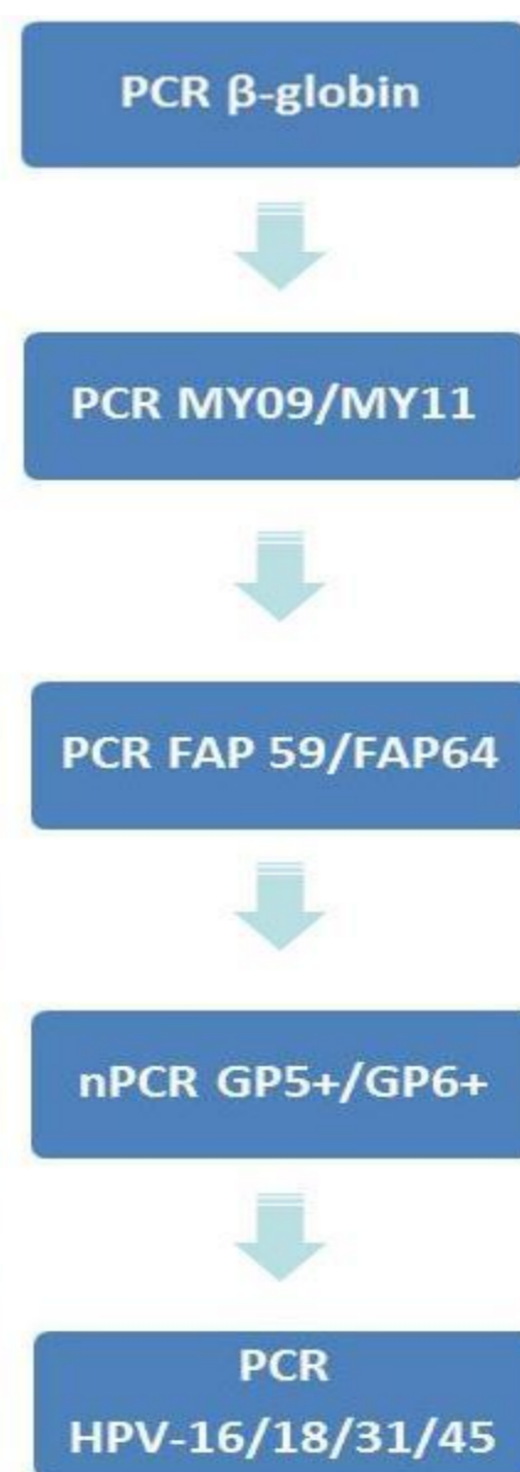 PCR β-globin
PCR MY09/MY11
PCR FAP 59/FAP64
nPCR GP5+/GP6+
PCR
HPV-16/18/31/45